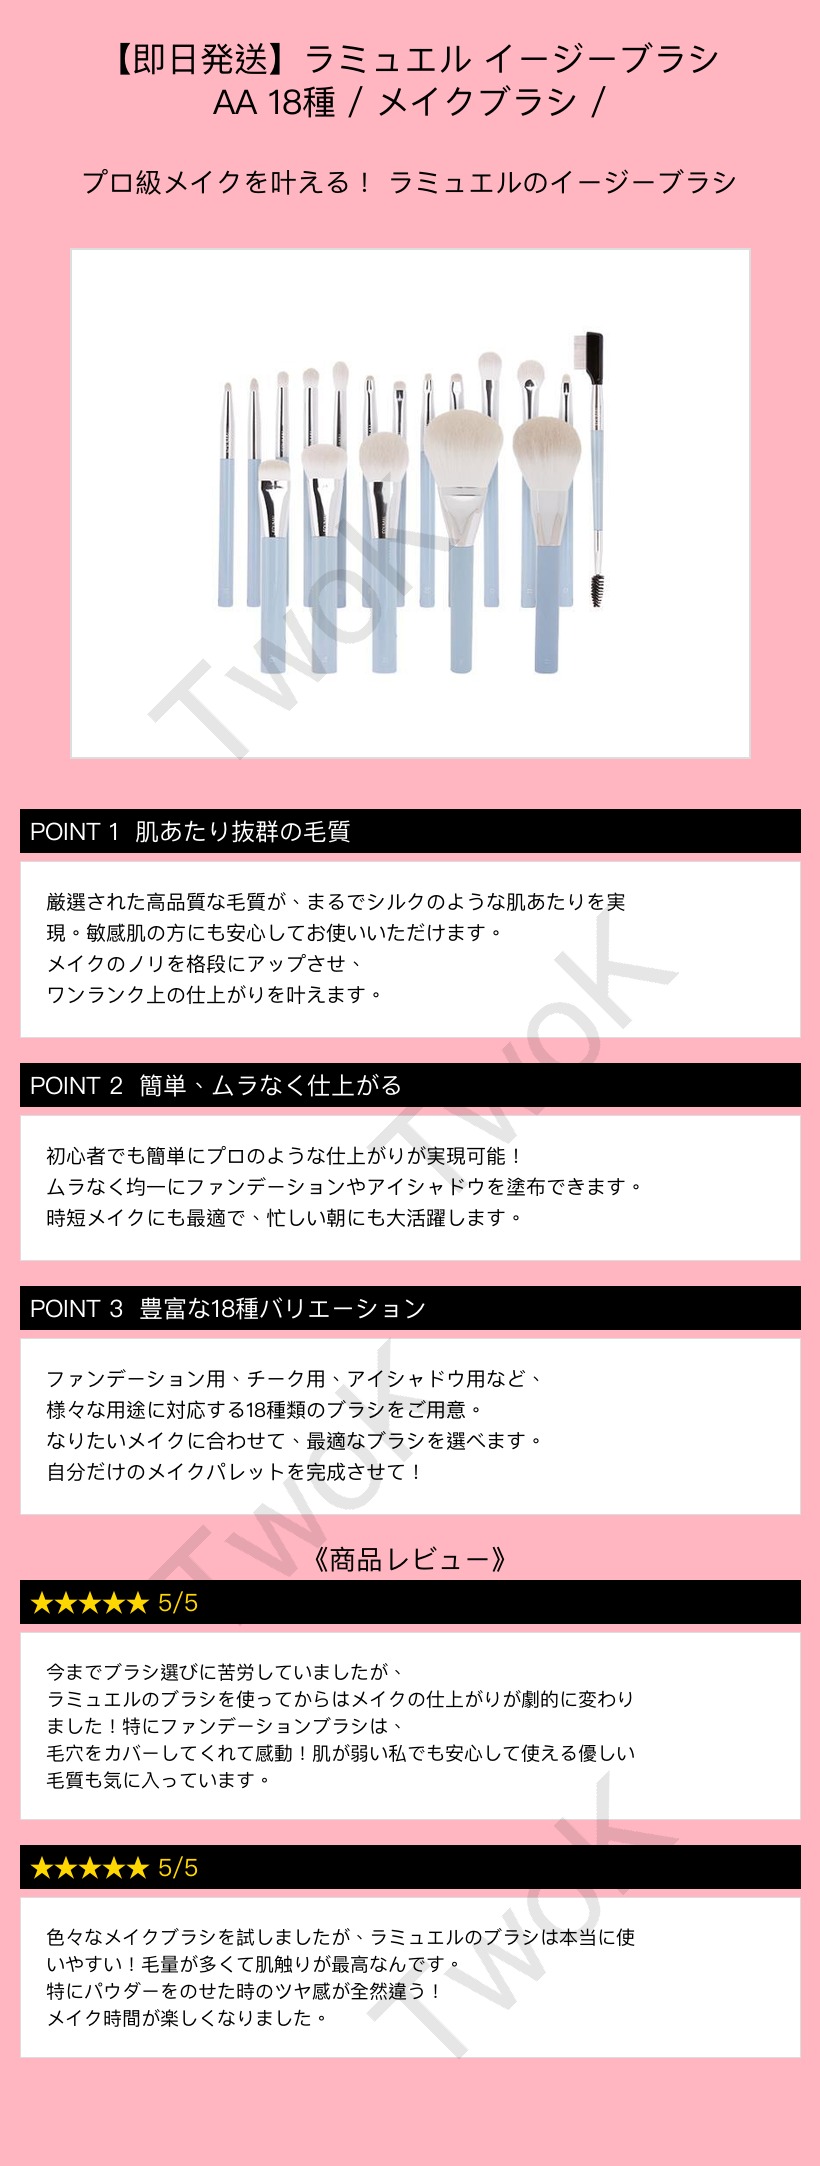 【即日発送】ラミュエル イージーブラシ
AA 18種 / メイクブラシ /
プロ級メイクを叶える！ ラミュエルのイージーブラシ
Twok
POINT 1 肌あたり抜群の毛質
厳選された高品質な毛質が、まるでシルクのような肌あたりを実
現。敏感肌の方にも安心してお使いいただけます。
メイクのノリを格段にアップさせ、
ワンランク上の仕上がりを叶えます。
Twok
POINT 2 簡単、ムラなく仕上がる
初心者でも簡単にプロのような仕上がりが実現可能！
ムラなく均一にファンデーションやアイシャドウを塗布できます。
時短メイクにも最適で、忙しい朝にも大活躍します。
POINT 3 豊富な18種バリエーション
ファンデーション用、チーク用、アイシャドウ用など、
様々な用途に対応する18種類のブラシをご用意。
なりたいメイクに合わせて、最適なブラシを選べます。
自分だけのメイクパレットを完成させて！
Twok
《商品レビュー》
★★★★★ 5/5
今までブラシ選びに苦労していましたが、
ラミュエルのブラシを使ってからはメイクの仕上がりが劇的に変わり
ました！特にファンデーションブラシは、
毛穴をカバーしてくれて感動！肌が弱い私でも安心して使える優しい
毛質も気に入っています。
★★★★★ 5/5
色々なメイクブラシを試しましたが、ラミュエルのブラシは本当に使
いやすい！毛量が多くて肌触りが最高なんです。
特にパウダーをのせた時のツヤ感が全然違う！
メイク時間が楽しくなりました。
Twok